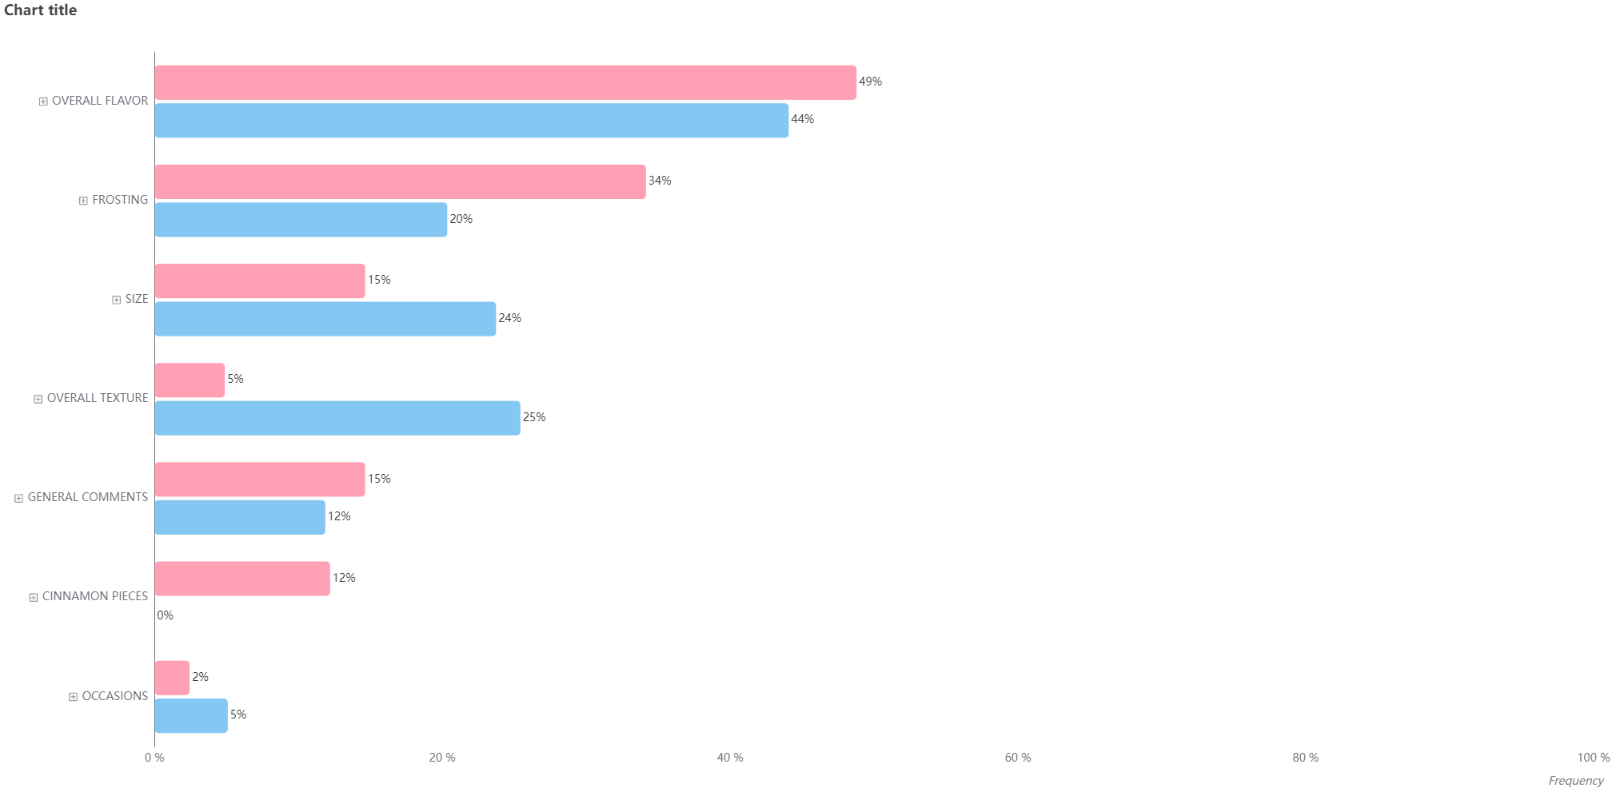 Chart title
OVERALL FLAVOR
49%
44%
FROSTING
34%
20%
SIZE
15%
24%
OVERALL TEXTURE
5%
25%
GENERAL COMMENTS
15%
12%
CINNAMON PIECES
12%
0%
OCCASIONS
2%
5%
0 % 20 % 40 % 60 % 80 % 100 %
Frequency